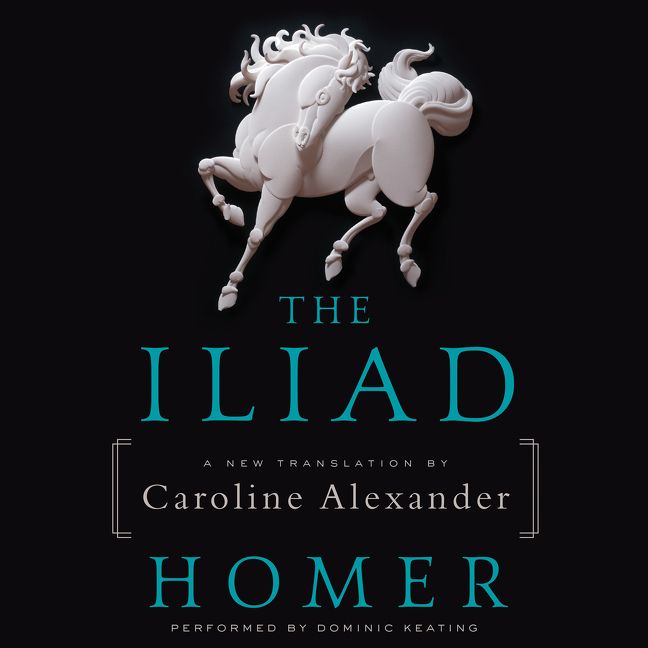 THE
ILIAD
A NEW TRANSLATION BY
Caroline Alexander
HOMER
PERFORMED BY DOMINIC KEATING